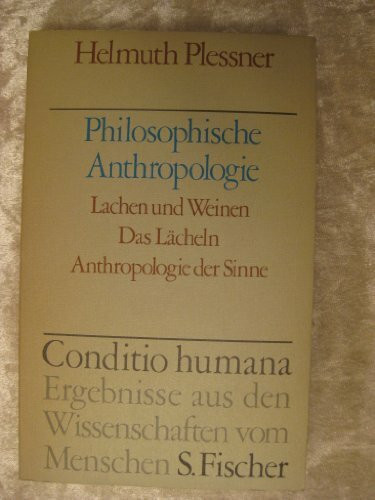 Helmuth Plessner
Philosophische
Anthropologie
Lachen und Weinen
Das Lächeln
Anthropologie der Sinne
Conditio humana
Ergebnisse aus den
Wissenschaften vom
Menschen S. Fischer